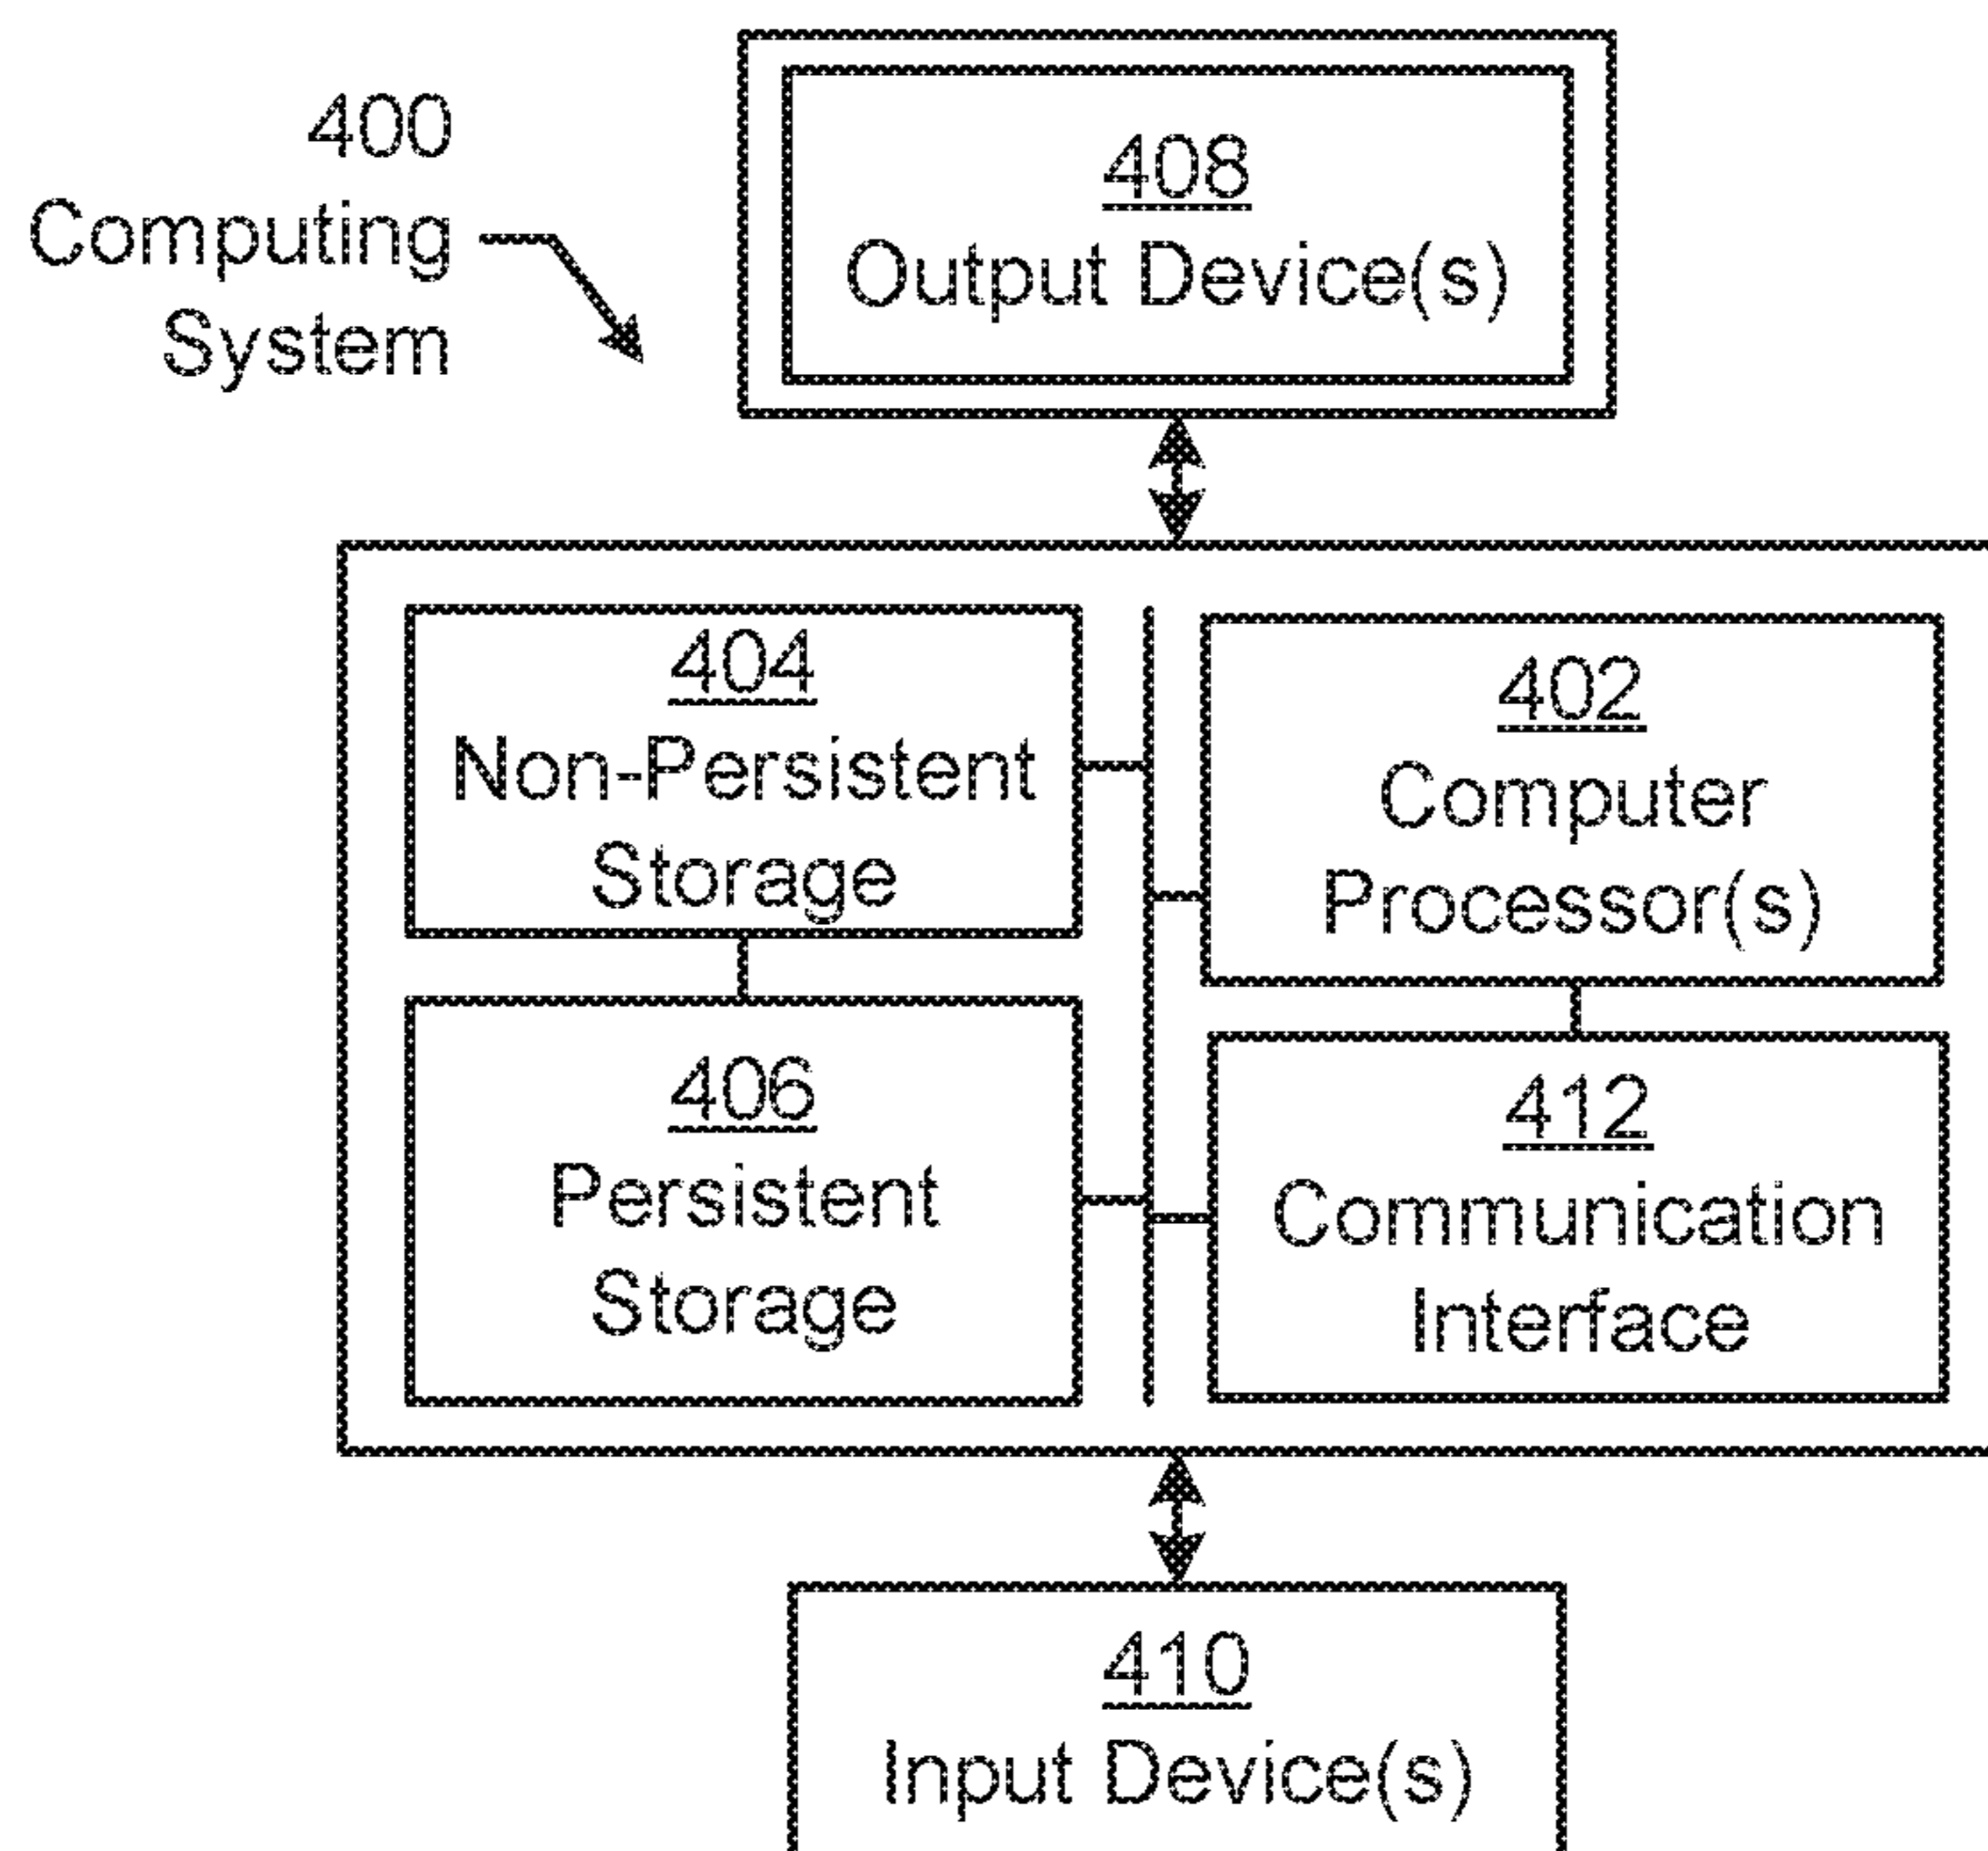 400
Computing
System
408
Output Device(s)
404
Non-Persistent
Storage
402
Computer
Processor(s)
406
Persistent
Storage
412
Communication
Interface
410
Input Device(s)